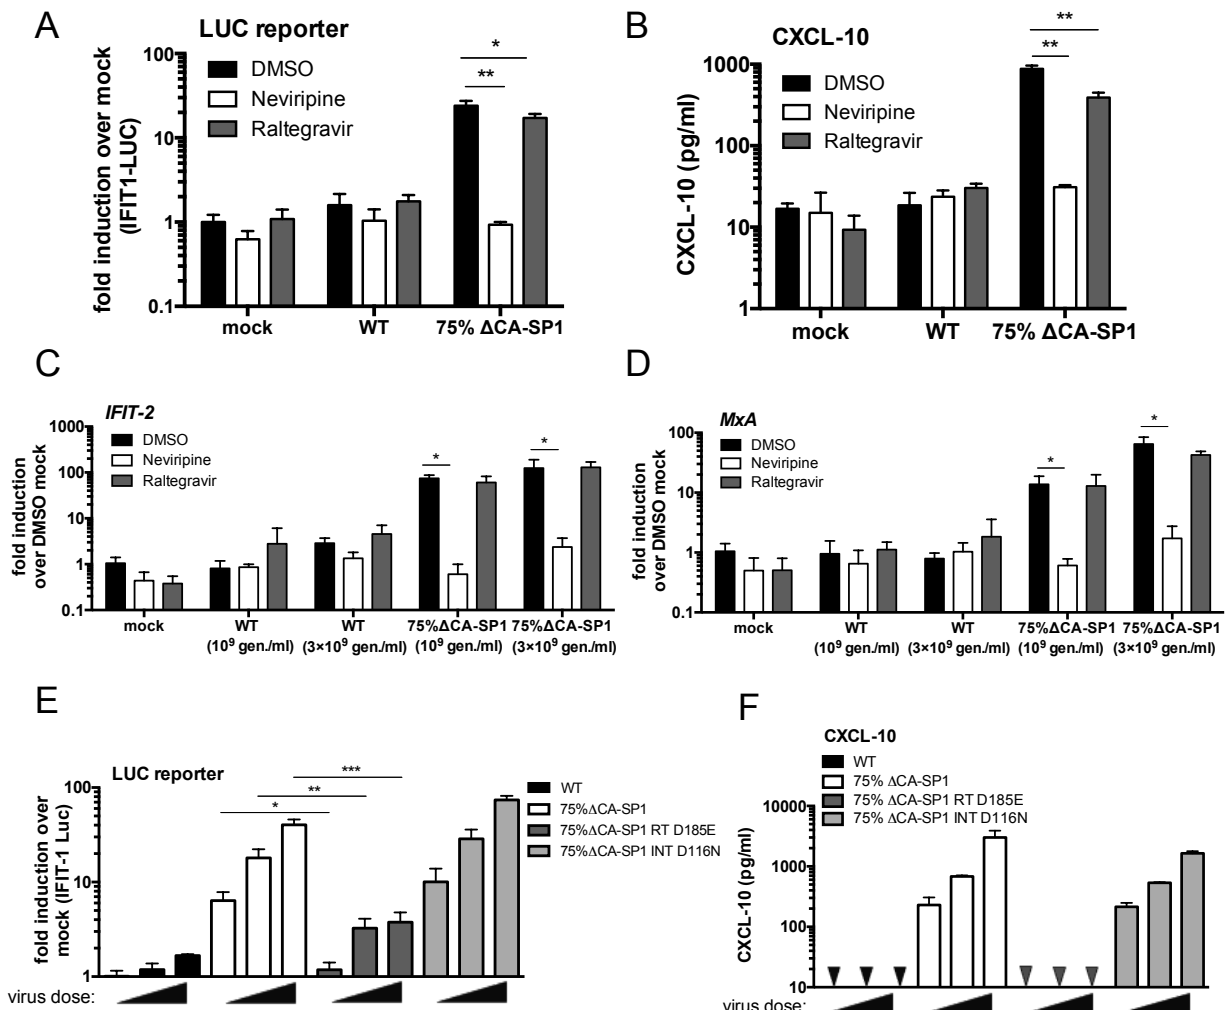 A
LUC reporter
DMSO
Neviripine
Raltegravir
*
**
fold induction over mock
(IFIT1-LUC)
100
10
1
0.1
mock
WT
75% ΔCA-SP1
B
CXCL-10
DMSO
Neviripine
Raltegravir
**
**
CXCL-10 (pg/ml)
1000
100
10
1
mock
WT
75% ΔCA-SP1
C
IFIT-2
DMSO
Neviripine
Raltegravir
*
*
fold induction
over DMSO mock
1000
100
10
1
0.1
mock
WT
(10⁹ gen./ml)
WT
(3×10⁹ gen./ml)
75%ΔCA-SP1
(10⁹ gen./ml)
75%ΔCA-SP1
(3×10⁹ gen./ml)
D
MxA
DMSO
Neviripine
Raltegravir
*
*
fold induction
over DMSO mock
100
10
1
0.1
mock
WT
(10⁹ gen./ml)
WT
(3×10⁹ gen./ml)
75%ΔCA-SP1
(10⁹ gen./ml)
75%ΔCA-SP1
(3×10⁹ gen./ml)
E
LUC reporter
***
**
*
WT
75%ΔCA-SP1
75%ΔCA-SP1 RT D185E
75%ΔCA-SP1 INT D116N
fold induction over
mock (IFIT-1 Luc)
100
10
1
virus dose:
F
CXCL-10
WT
75% ΔCA-SP1
75% ΔCA-SP1 RT D185E
75% ΔCA-SP1 INT D116N
CXCL-10 (pg/ml)
10000
1000
100
10
virus dose: